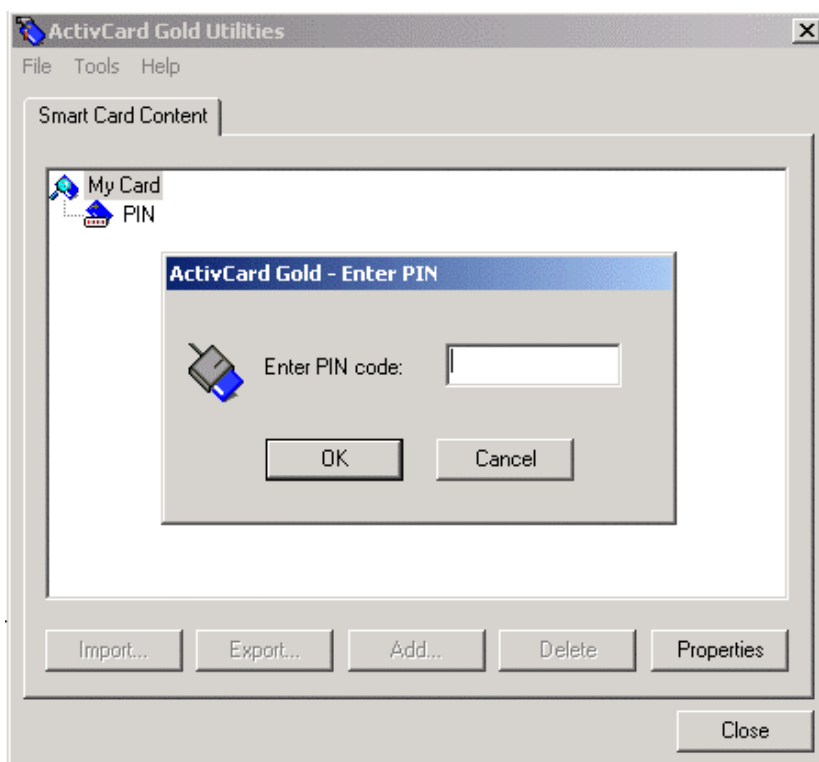 ActivCard Gold Utilities
File Tools Help
Smart Card Content
My Card
PIN
ActivCard Gold - Enter PIN
Enter PIN code:
OK Cancel
Import... Export... Add... Delete Properties
Close